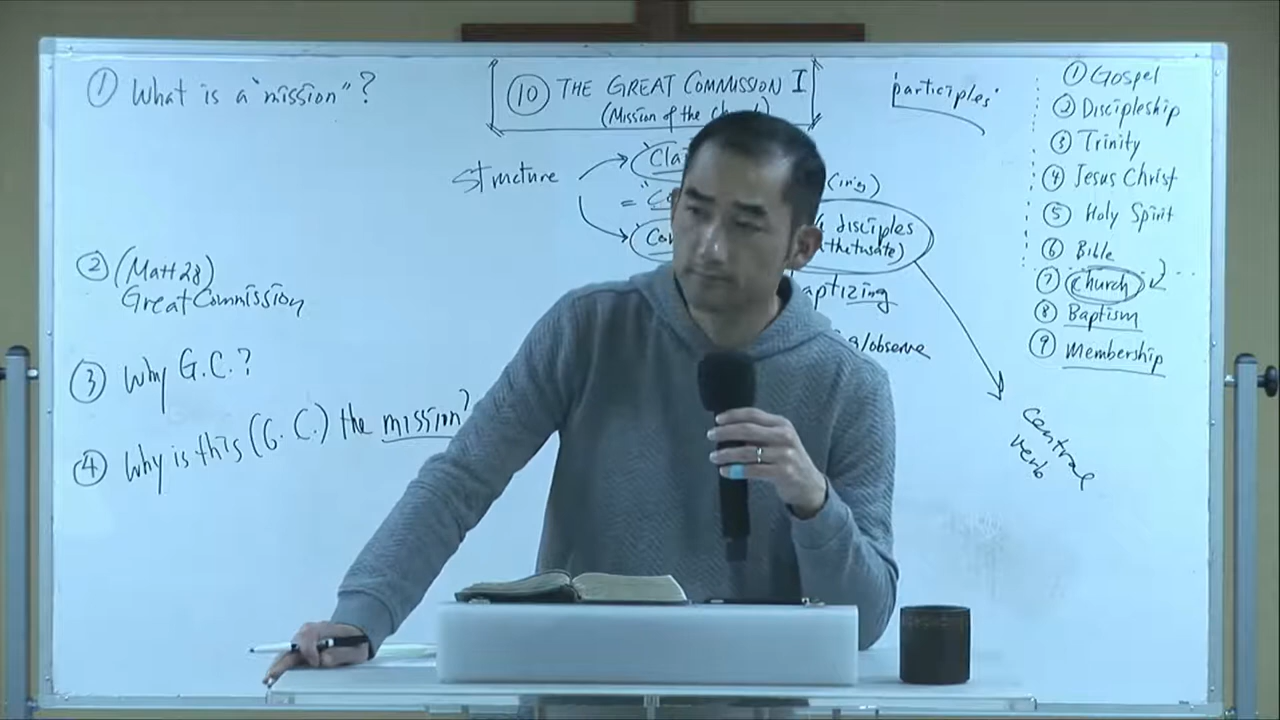 ① What is a "mission"?
② (Matt 28)
Great Commission
③ Why G.C.?
④ Why is this (G.C.) the mission?
⑩ THE GREAT COMMISSION I
(Mission of the Church)
Structure
participles
(ing)
disciples
baptizing
/observe
central
verb
① Gospel
② Discipleship
③ Trinity
④ Jesus Christ
⑤ Holy Spirit
⑥ Bible
⑦ Church
⑧ Baptism
⑨ Membership